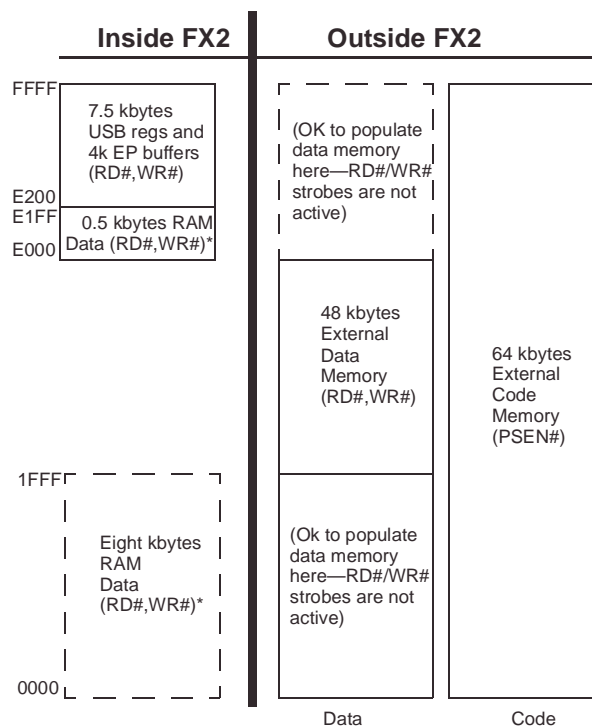 Inside FX2
Outside FX2
FFFF
7.5 kbytes
USB regs and
4k EP buffers
(RD#,WR#)
E200
E1FF
0.5 kbytes RAM
Data (RD#,WR#)*
E000
(OK to populate
data memory
here—RD#/WR#
strobes are not
active)
48 kbytes
External
Data
Memory
(RD#,WR#)
64 kbytes
External
Code
Memory
(PSEN#)
1FFF
Eight kbytes
RAM
Data
(RD#,WR#)*
0000
(Ok to populate
data memory
here—RD#/WR#
strobes are not
active)
Data
Code